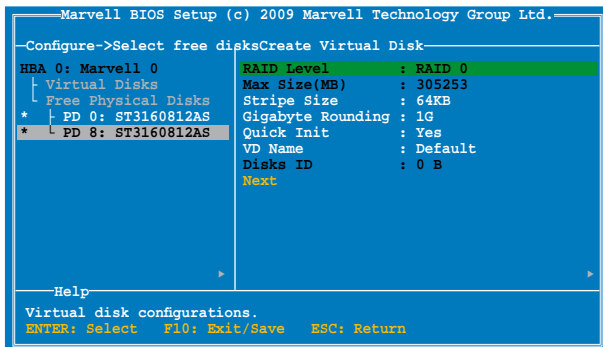 Marvell BIOS Setup (c) 2009 Marvell Technology Group Ltd.
Configure->Select free disksCreate Virtual Disk
HBA 0: Marvell 0
Virtual Disks
Free Physical Disks
* PD 0: ST3160812AS
* PD 8: ST3160812AS
RAID Level : RAID 0
Max Size(MB) : 305253
Stripe Size : 64KB
Gigabyte Rounding : 1G
Quick Init : Yes
VD Name : Default
Disks ID : 0 B
Next
Help
Virtual disk configurations.
ENTER: Select F10: Exit/Save ESC: Return